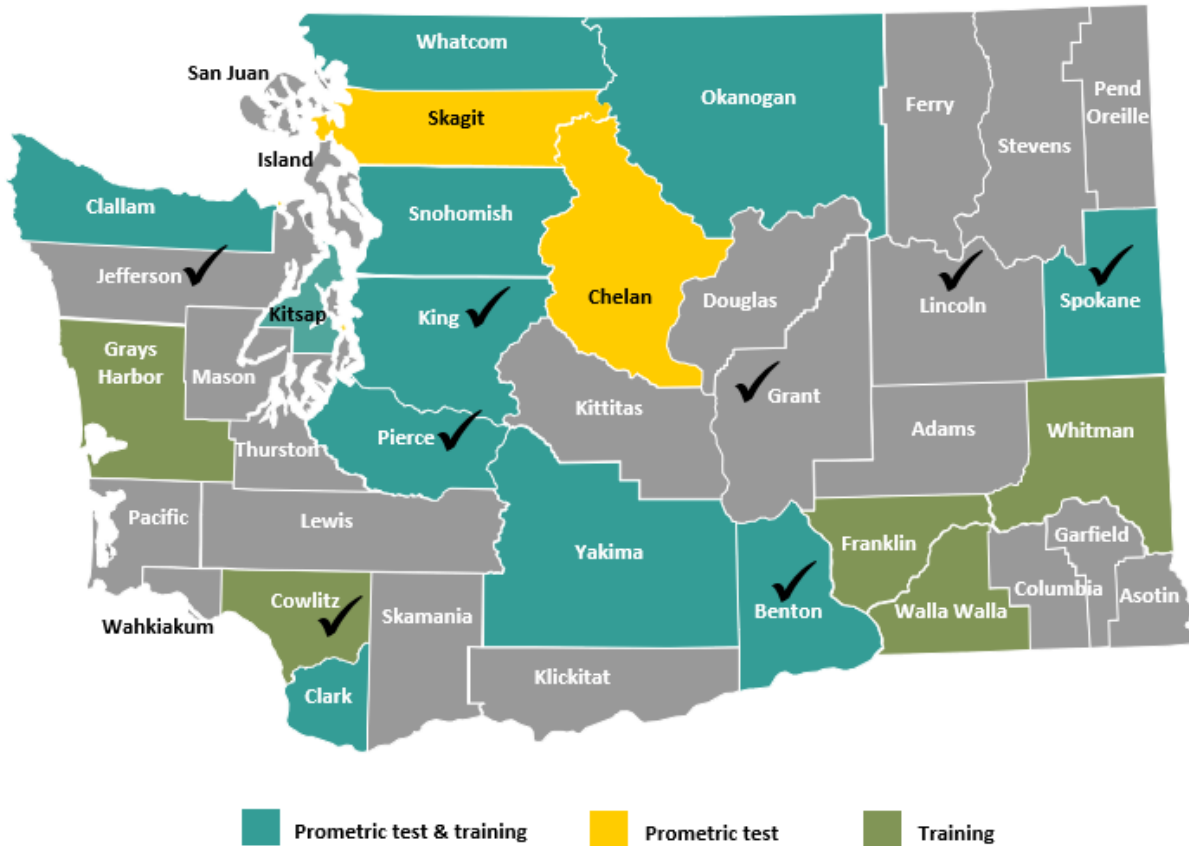 Whatcom
San Juan
Okanogan
Ferry
Pend
Oreille
Skagit
Stevens
Island
Clallam
Snohomish
Jefferson
Chelan
Douglas
Lincoln
Spokane
Kitsap
King
Grays
Harbor
Mason
Kittitas
Grant
Adams
Whitman
Thurston
Pierce
Pacific
Lewis
Yakima
Franklin
Garfield
Columbia
Asotin
Cowlitz
Skamania
Benton
Walla Walla
Wahkiakum
Clark
Klickitat
Prometric test & training
Prometric test
Training